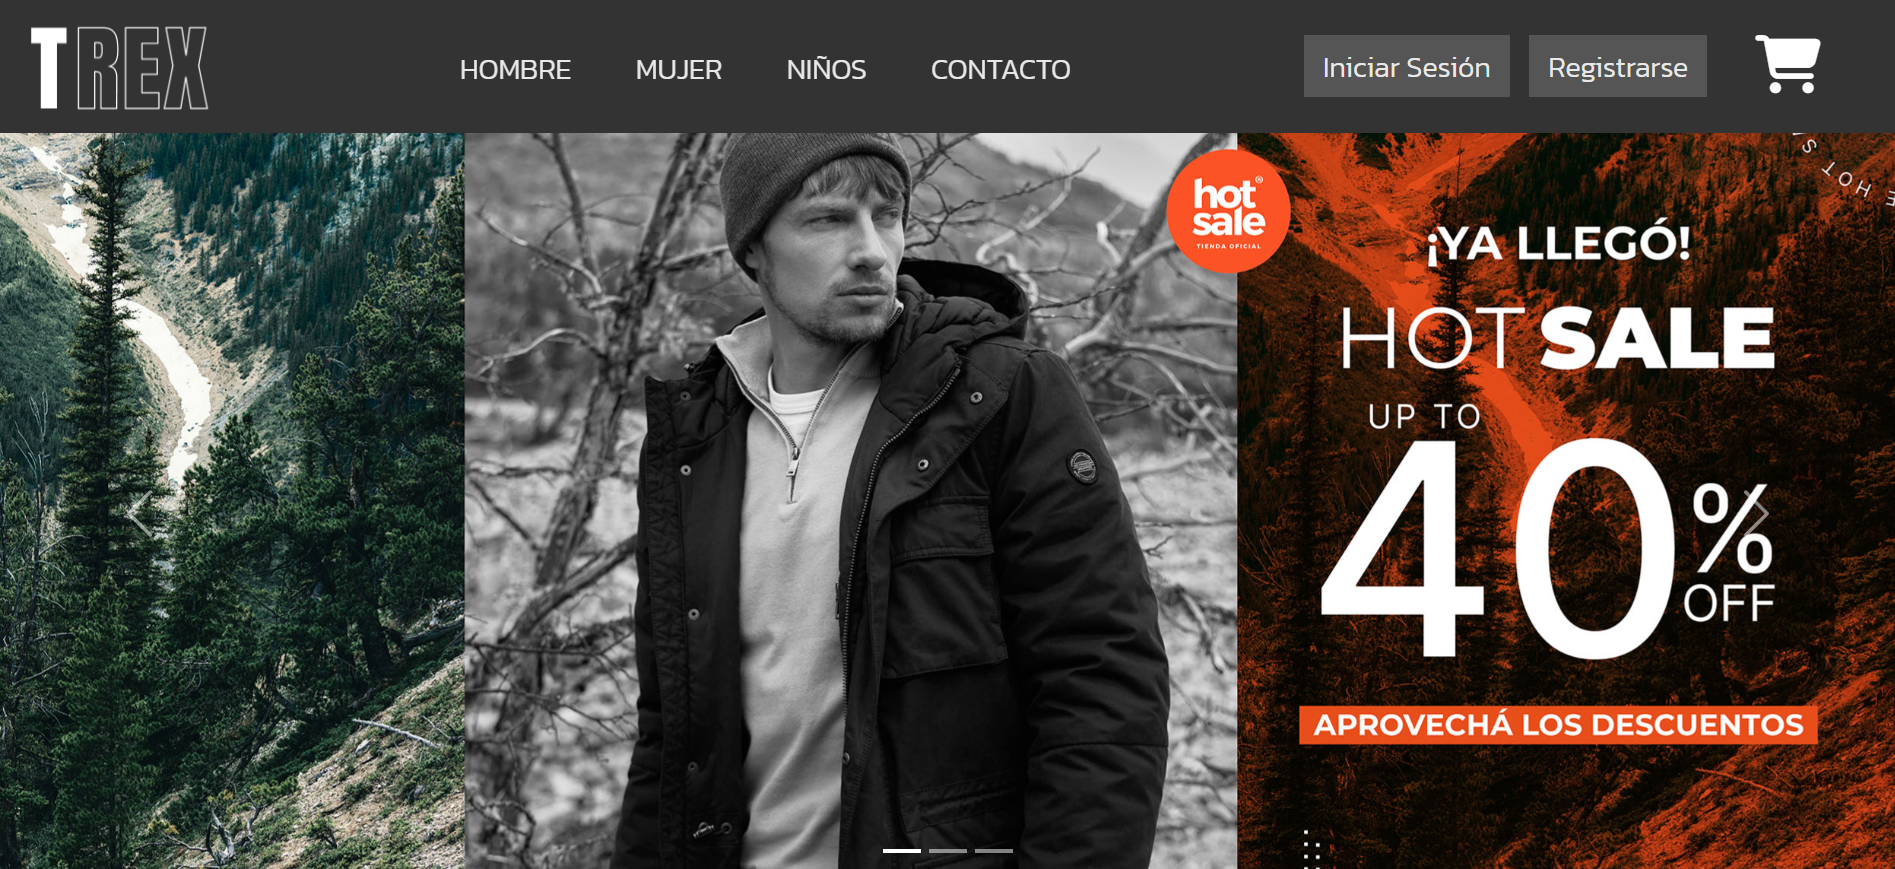 TREX
HOMBRE
MUJER
NIÑOS
CONTACTO
Iniciar Sesión
Registrarse
hot
sale
TIENDA OFICIAL
HOT S
¡YA LLEGÓ!
HOT SALE
UP TO
40%
OFF
APROVECHÁ LOS DESCUENTOS